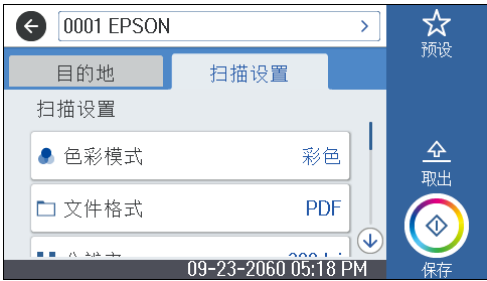 0001 EPSON
预设
目的地
扫描设置
扫描设置
色彩模式
彩色
取出
文件格式
PDF
09-23-2060 05:18 PM
保存